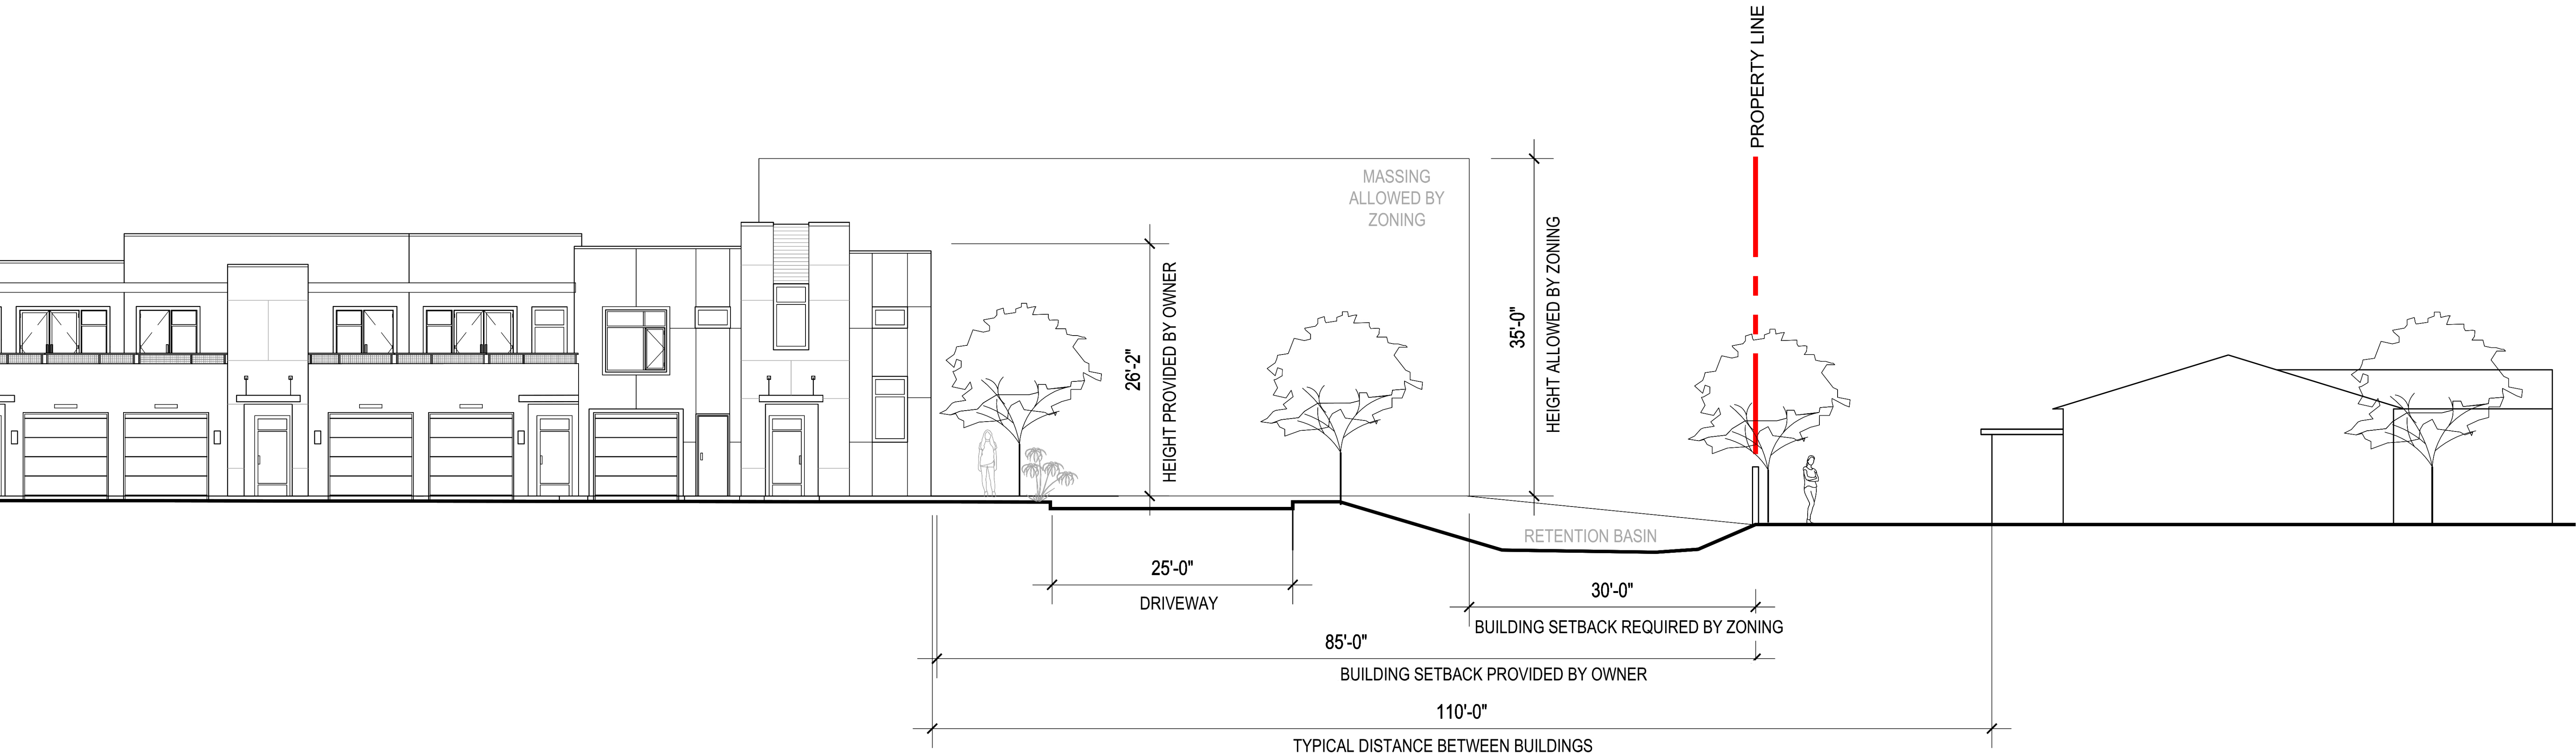 PROPERTY LINE
MASSING
ALLOWED BY
ZONING
26'-2"
HEIGHT PROVIDED BY OWNER
35'-0"
HEIGHT ALLOWED BY ZONING
RETENTION BASIN
25'-0"
DRIVEWAY
30'-0"
BUILDING SETBACK REQUIRED BY ZONING
85'-0"
BUILDING SETBACK PROVIDED BY OWNER
110'-0"
TYPICAL DISTANCE BETWEEN BUILDINGS